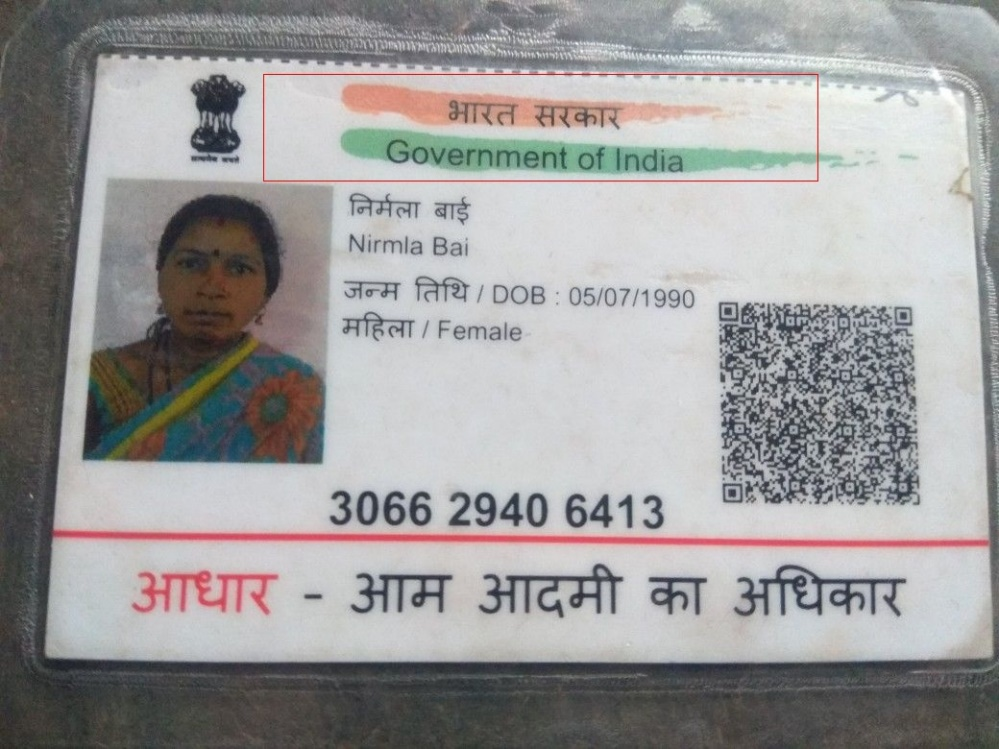 भारत सरकार
Government of India
निर्मला बाई
Nirmla Bai
जन्म तिथि / DOB : 05/07/1990
महिला / Female
3066 2940 6413
आधार - आम आदमी का अधिकार